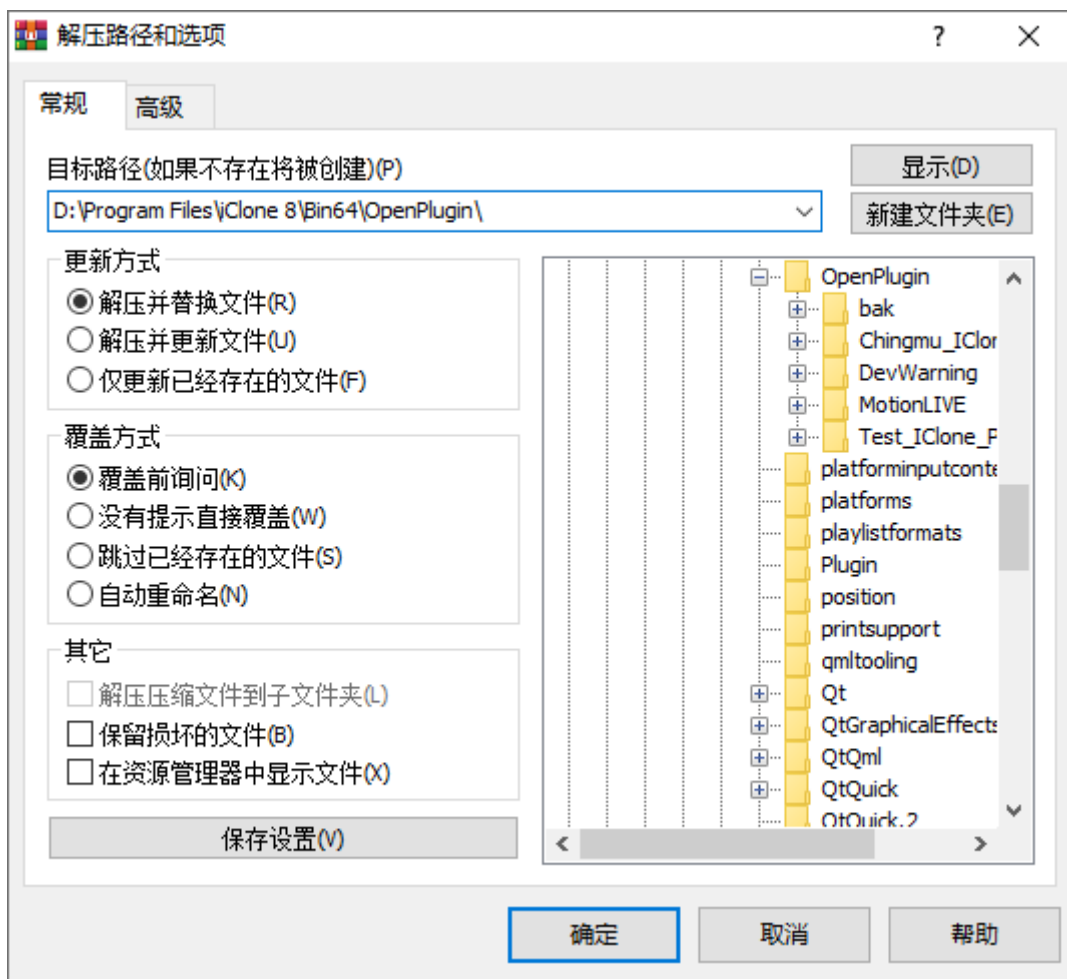 解压路径和选项
常规
高级
目标路径(如果不存在将被创建)(P)
显示(D)
D:\Program Files\iClone 8\Bin64\OpenPlugin\
新建文件夹(E)
更新方式
解压并替换文件(R)
解压并更新文件(U)
仅更新已经存在的文件(F)
覆盖方式
覆盖前询问(K)
没有提示直接覆盖(W)
跳过已经存在的文件(S)
自动重命名(N)
其它
解压压缩文件到子文件夹(L)
保留损坏的文件(B)
在资源管理器中显示文件(X)
保存设置(V)
OpenPlugin
bak
Chingmu_IClor
DevWarning
MotionLIVE
Test_IClone_P
platforminputconte
platforms
playlistformats
Plugin
position
printsupport
qmltooling
Qt
QtGraphicalEffects
QtQml
QtQuick
QtQuick.2
确定
取消
帮助